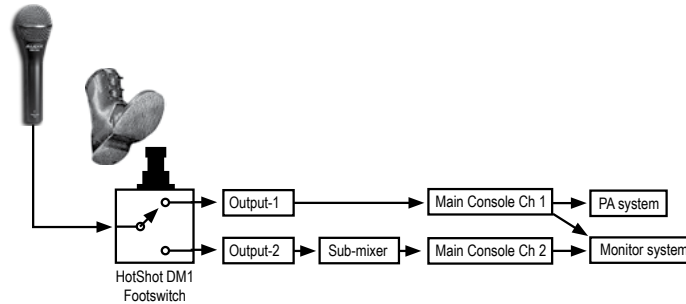 Output-1
Main Console Ch 1
PA system
Output-2
Sub-mixer
Main Console Ch 2
Monitor system
HotShot DM1
Footswitch